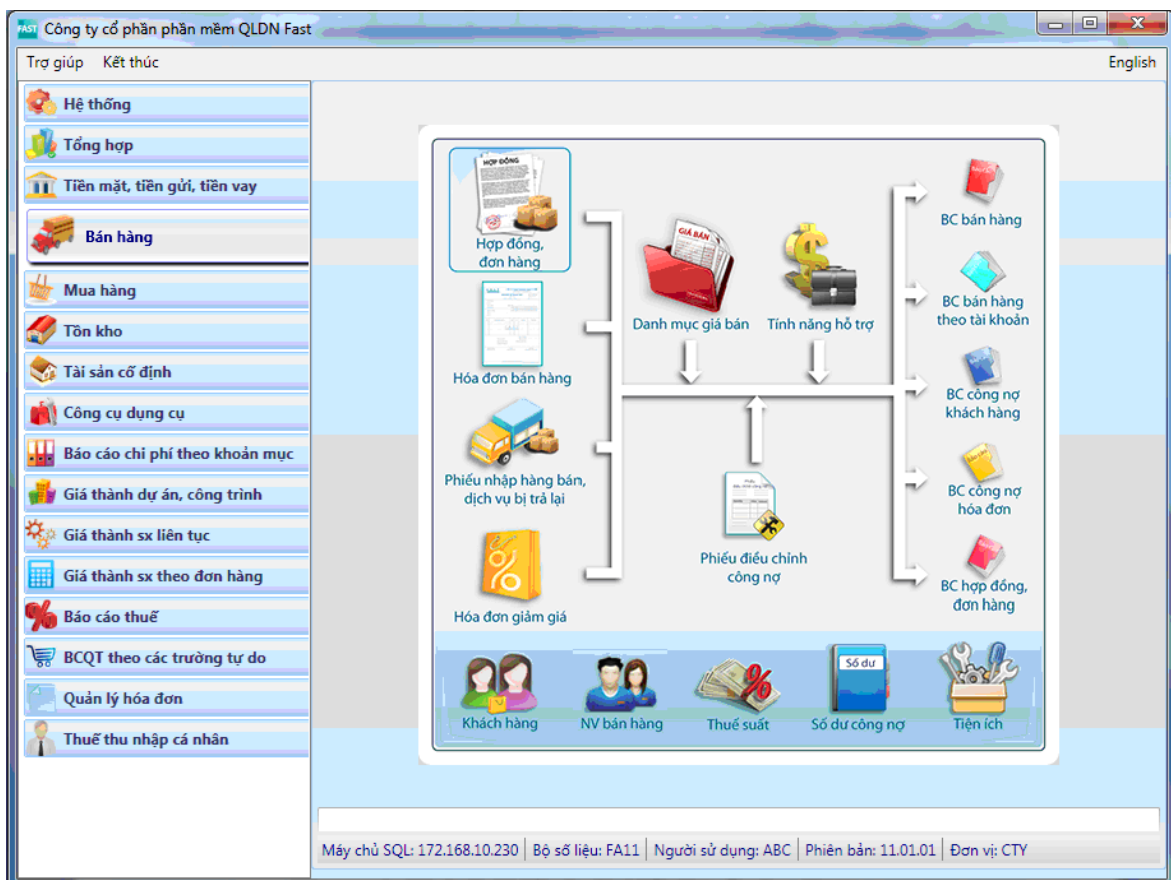 FAST Công ty cổ phần phần mềm QLDN Fast
Trợ giúp Kết thúc English
Hệ thống
Tổng hợp
Tiền mặt, tiền gửi, tiền vay
Bán hàng
Mua hàng
Tồn kho
Tài sản cố định
Công cụ dụng cụ
Báo cáo chi phí theo khoản mục
Giá thành dự án, công trình
Giá thành sx liên tục
Giá thành sx theo đơn hàng
Báo cáo thuế
BCQT theo các trường tự do
Quản lý hóa đơn
Thuế thu nhập cá nhân
HỢP ĐỒNG
Hợp đồng,
đơn hàng
Hóa đơn bán hàng
Phiếu nhập hàng bán,
dịch vụ bị trả lại
Hóa đơn giảm giá
GIÁ BÁN
Danh mục giá bán
Tính năng hỗ trợ
Phiếu điều chỉnh
công nợ
BC bán hàng
BC bán hàng
theo tài khoản
BC công nợ
khách hàng
BC công nợ
hóa đơn
BC hợp đồng,
đơn hàng
Khách hàng
NV bán hàng
Thuế suất
Số dư
Số dư công nợ
Tiện ích
Máy chủ SQL: 172.168.10.230 Bộ số liệu: FA11 Người sử dụng: ABC Phiên bản: 11.01.01 Đơn vị: CTY